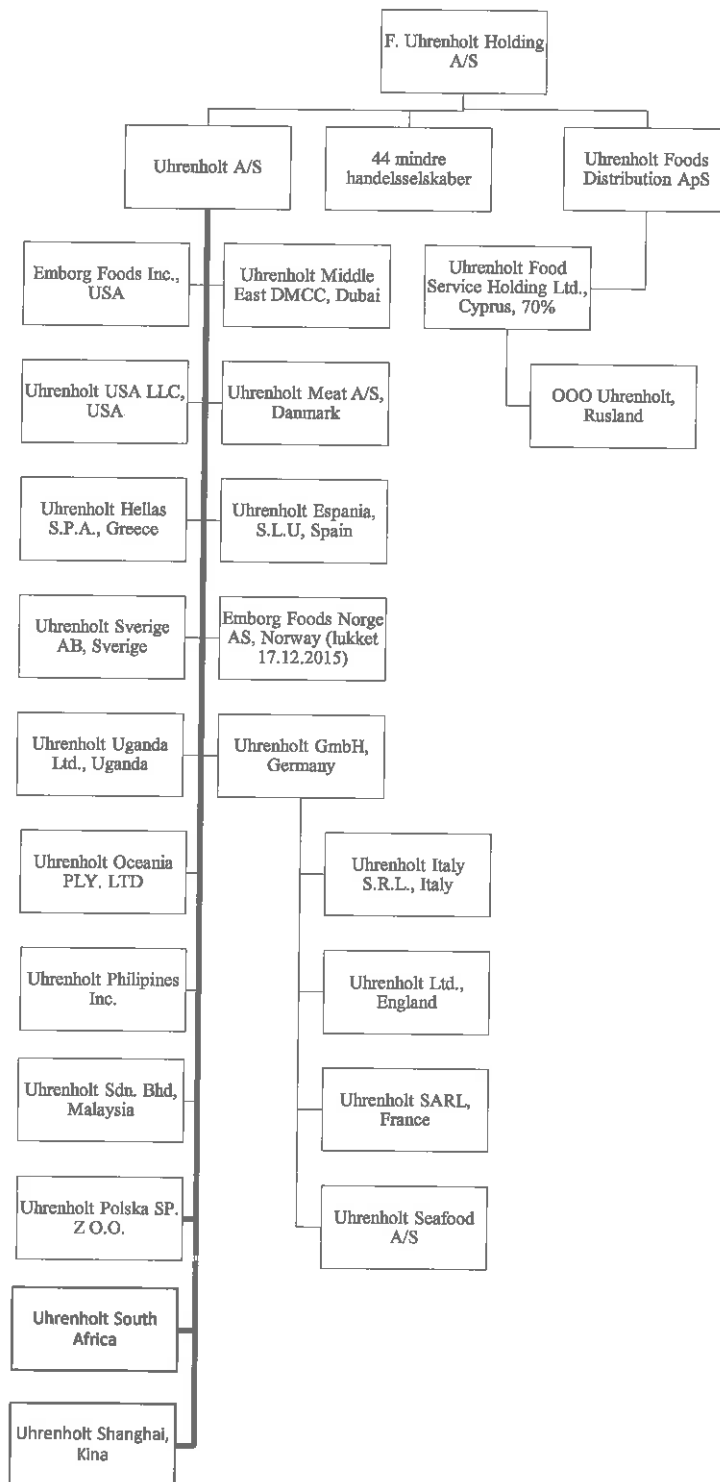 F. Uhrenholt Holding
A/S
Uhrenholt A/S
44 mindre
handelsselskaber
Uhrenholt Foods
Distribution ApS
Emborg Foods Inc.,
USA
Uhrenholt Middle
East DMCC, Dubai
Uhrenholt Food
Service Holding Ltd.,
Cyprus, 70%
Uhrenholt USA LLC,
USA
Uhrenholt Meat A/S,
Danmark
OOO Uhrenholt,
Rusland
Uhrenholt Hellas
S.P.A., Greece
Uhrenholt Espania,
S.L.U, Spain
Uhrenholt Sverige
AB, Sverige
Emborg Foods Norge
AS, Norway (lukket
17.12.2015)
Uhrenholt Uganda
Ltd., Uganda
Uhrenholt GmbH,
Germany
Uhrenholt Oceania
PLY. LTD
Uhrenholt Italy
S.R.L., Italy
Uhrenholt Philipines
Inc.
Uhrenholt Ltd.,
England
Uhrenholt Sdn. Bhd,
Malaysia
Uhrenholt SARL,
France
Uhrenholt Polska SP.
Z O.O.
Uhrenholt Seafood
A/S
Uhrenholt South
Africa
Uhrenholt Shanghai,
Kina